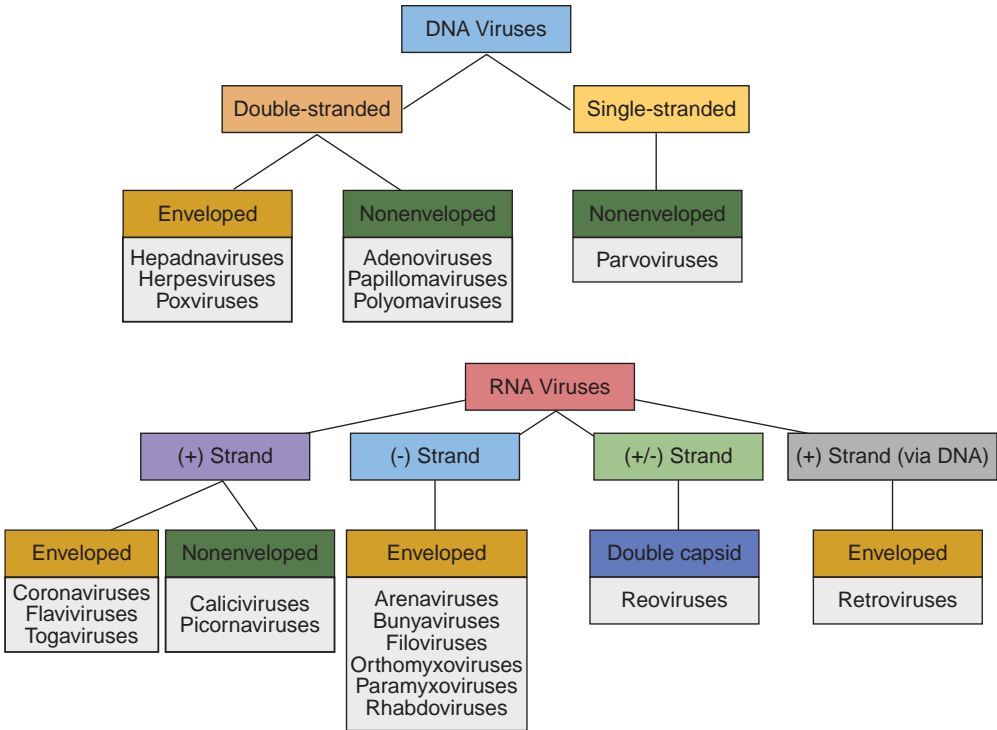 DNA Viruses
Double-stranded
Single-stranded
Enveloped
Hepadnaviruses
Herpesviruses
Poxviruses
Nonenveloped
Adenoviruses
Papillomaviruses
Polyomaviruses
Nonenveloped
Parvoviruses
RNA Viruses
(+) Strand
(-) Strand
(+/-) Strand
(+) Strand (via DNA)
Enveloped
Coronaviruses
Flaviviruses
Togaviruses
Nonenveloped
Caliciviruses
Picornaviruses
Enveloped
Arenaviruses
Bunyaviruses
Filoviruses
Orthomyxoviruses
Paramyxoviruses
Rhabdoviruses
Double capsid
Reoviruses
Enveloped
Retroviruses